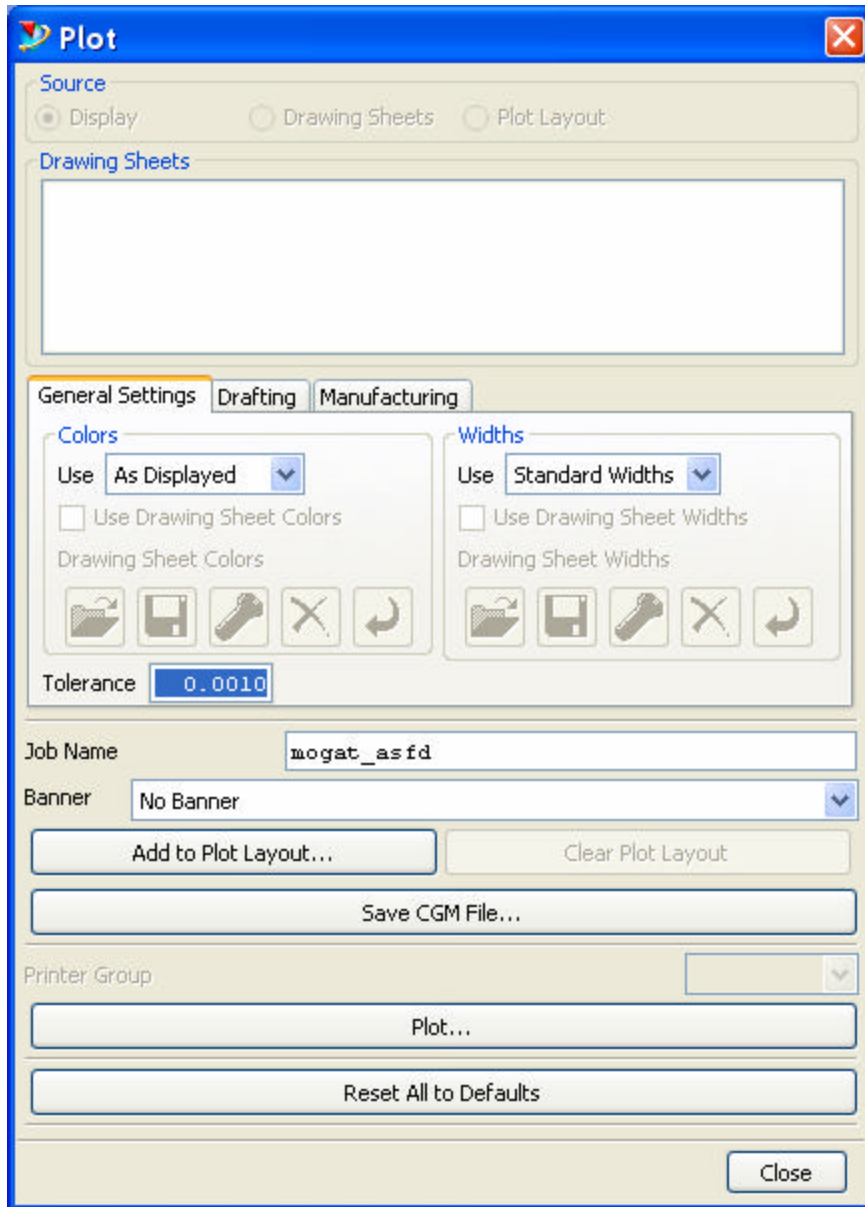 Plot
Source
Display Drawing Sheets Plot Layout
Drawing Sheets
General Settings Drafting Manufacturing
Colors Widths
Use As Displayed Use Standard Widths
Use Drawing Sheet Colors Use Drawing Sheet Widths
Drawing Sheet Colors Drawing Sheet Widths
Tolerance 0.0010
Job Name mogat_asfd
Banner No Banner
Add to Plot Layout... Clear Plot Layout
Save CGM File...
Printer Group
Plot...
Reset All to Defaults
Close